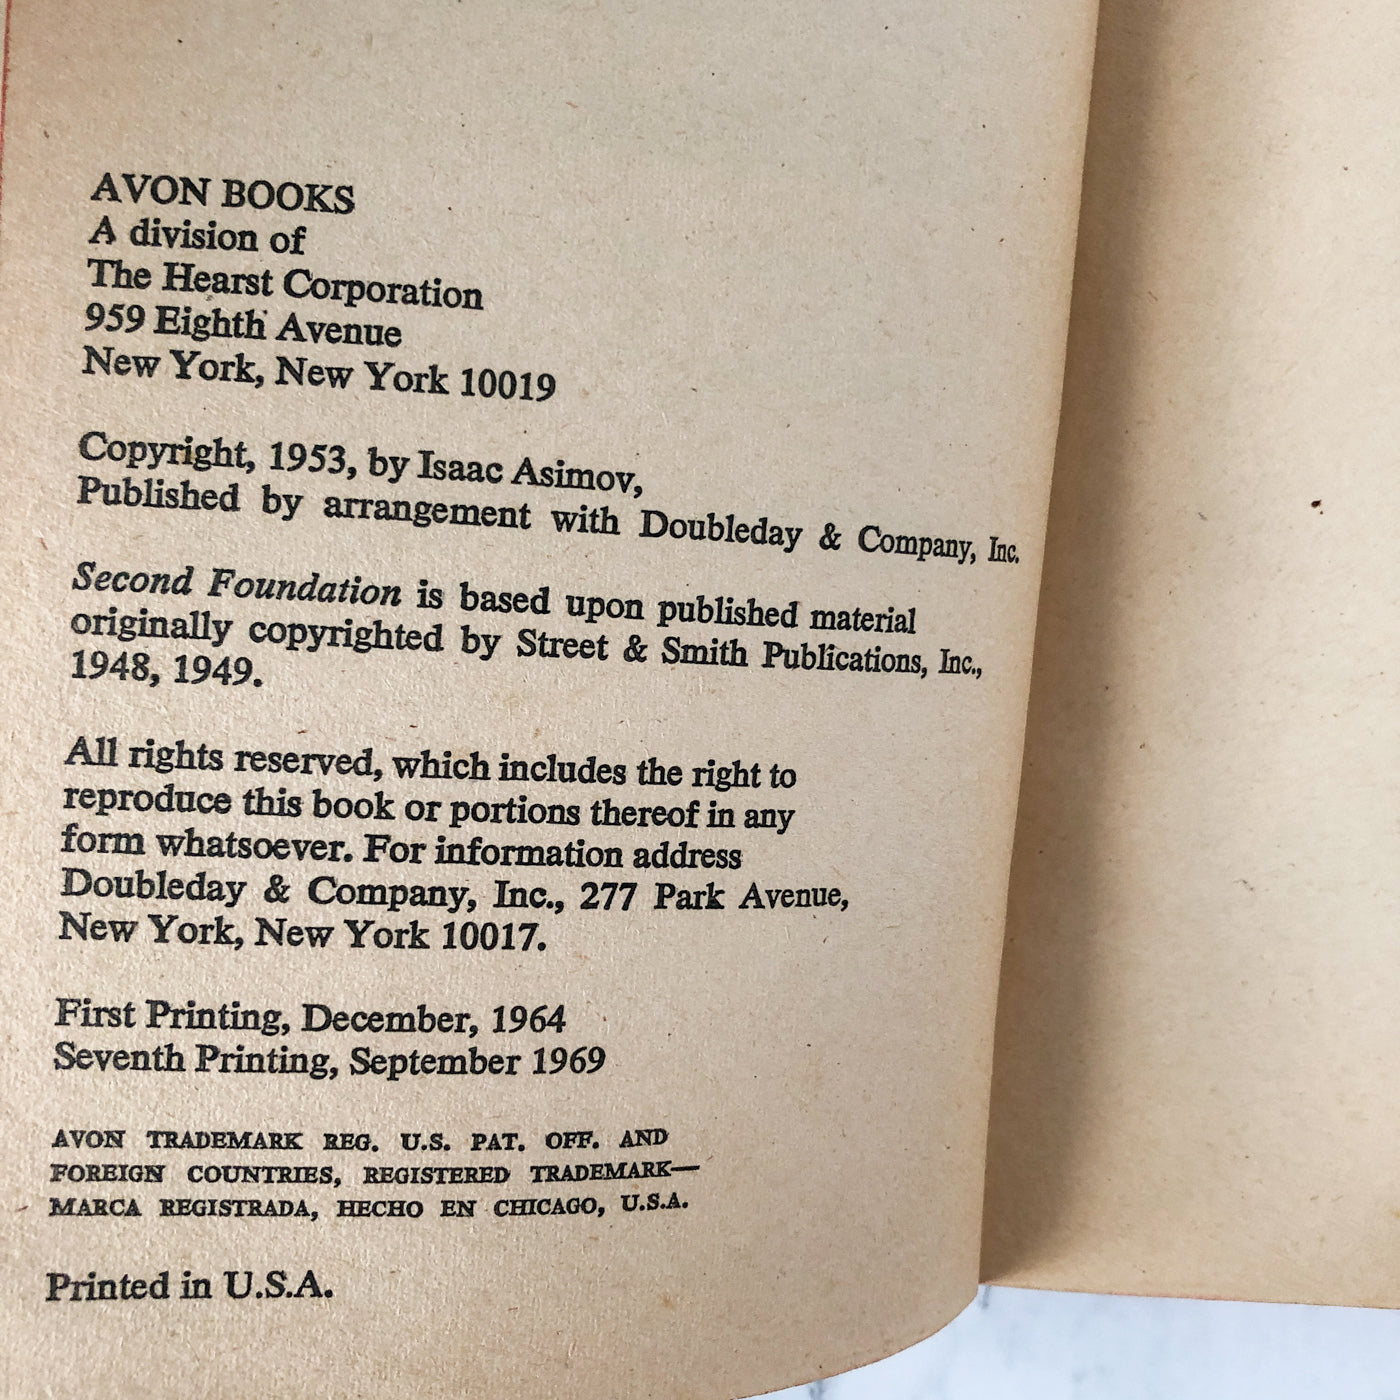 AVON BOOKS
A division of
The Hearst Corporation
959 Eighth Avenue
New York, New York 10019
Copyright, 1953, by Isaac Asimov,
Published by arrangement with Doubleday & Company, Inc.
Second Foundation is based upon published material
originally copyrighted by Street & Smith Publications, Inc.,
1948, 1949.
All rights reserved, which includes the right to
reproduce this book or portions thereof in any
form whatsoever. For information address
Doubleday & Company, Inc., 277 Park Avenue,
New York, New York 10017.
First Printing, December, 1964
Seventh Printing, September 1969
AVON TRADEMARK REG. U.S. PAT. OFF. AND
FOREIGN COUNTRIES, REGISTERED TRADEMARK—
MARCA REGISTRADA, HECHO EN CHICAGO, U.S.A.
Printed in U.S.A.